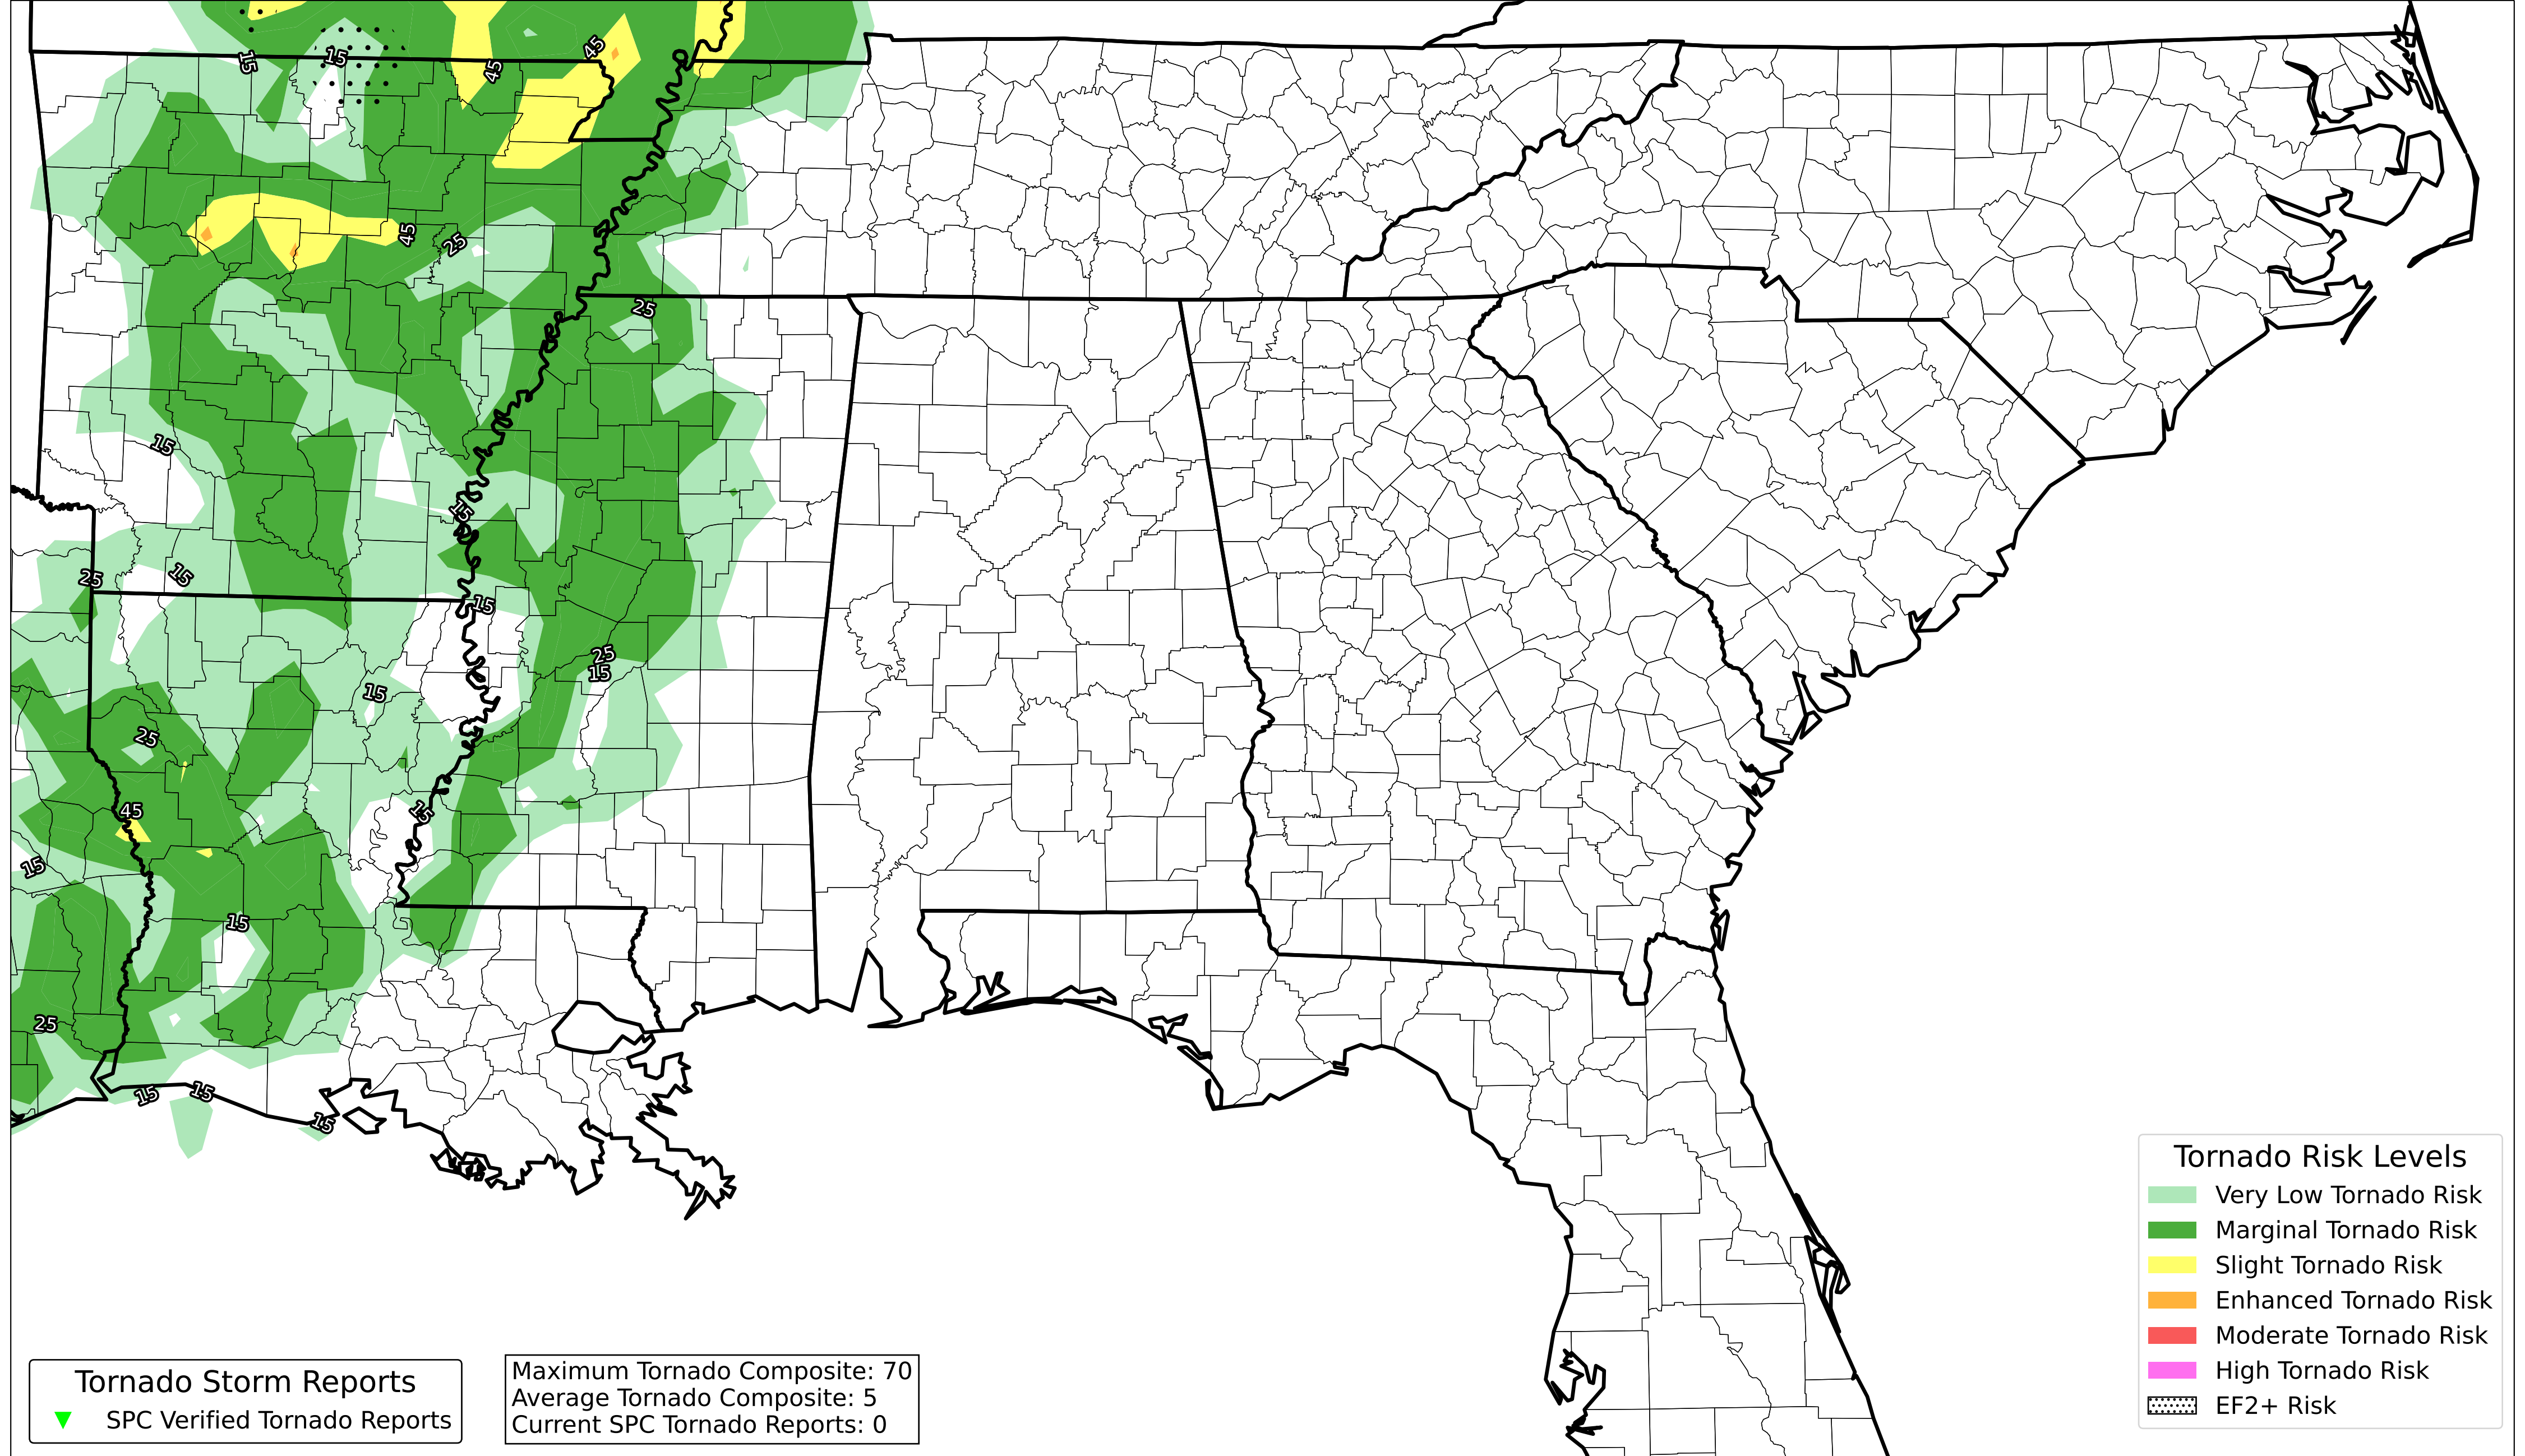 15
15
45
45
45
25
25
15
15
25
15
15
25
15
15
25
45
15
15
15
25
15
15
15
Tornado Risk Levels
Very Low Tornado Risk
Marginal Tornado Risk
Slight Tornado Risk
Enhanced Tornado Risk
Moderate Tornado Risk
High Tornado Risk
EF2+ Risk
Tornado Storm Reports
SPC Verified Tornado Reports
Maximum Tornado Composite: 70
Average Tornado Composite: 5
Current SPC Tornado Reports: 0